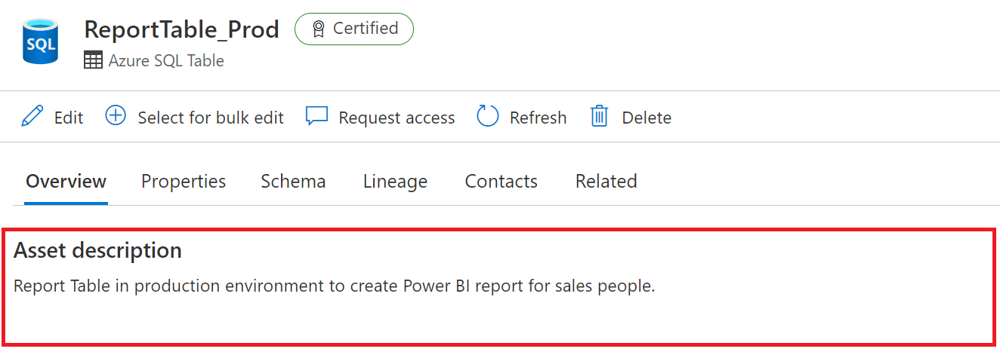 SQL
ReportTable_Prod Certified
Azure SQL Table
Edit Select for bulk edit Request access Refresh Delete
Overview Properties Schema Lineage Contacts Related
Asset description
Report Table in production environment to create Power BI report for sales people.